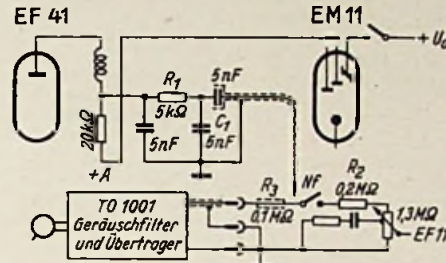 EF 41
EM 11
20kΩ
R₁
5kΩ
5nF
5nF
C₁
5nF
+A
TO 1001
Geräuschfilter
und Übertrager
R₃
0,1MΩ
Nf
R₂
0,2MΩ
1,3MΩ